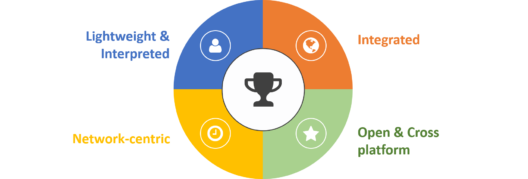 Lightweight &
Interpreted
Integrated
Network-centric
Open & Cross
platform